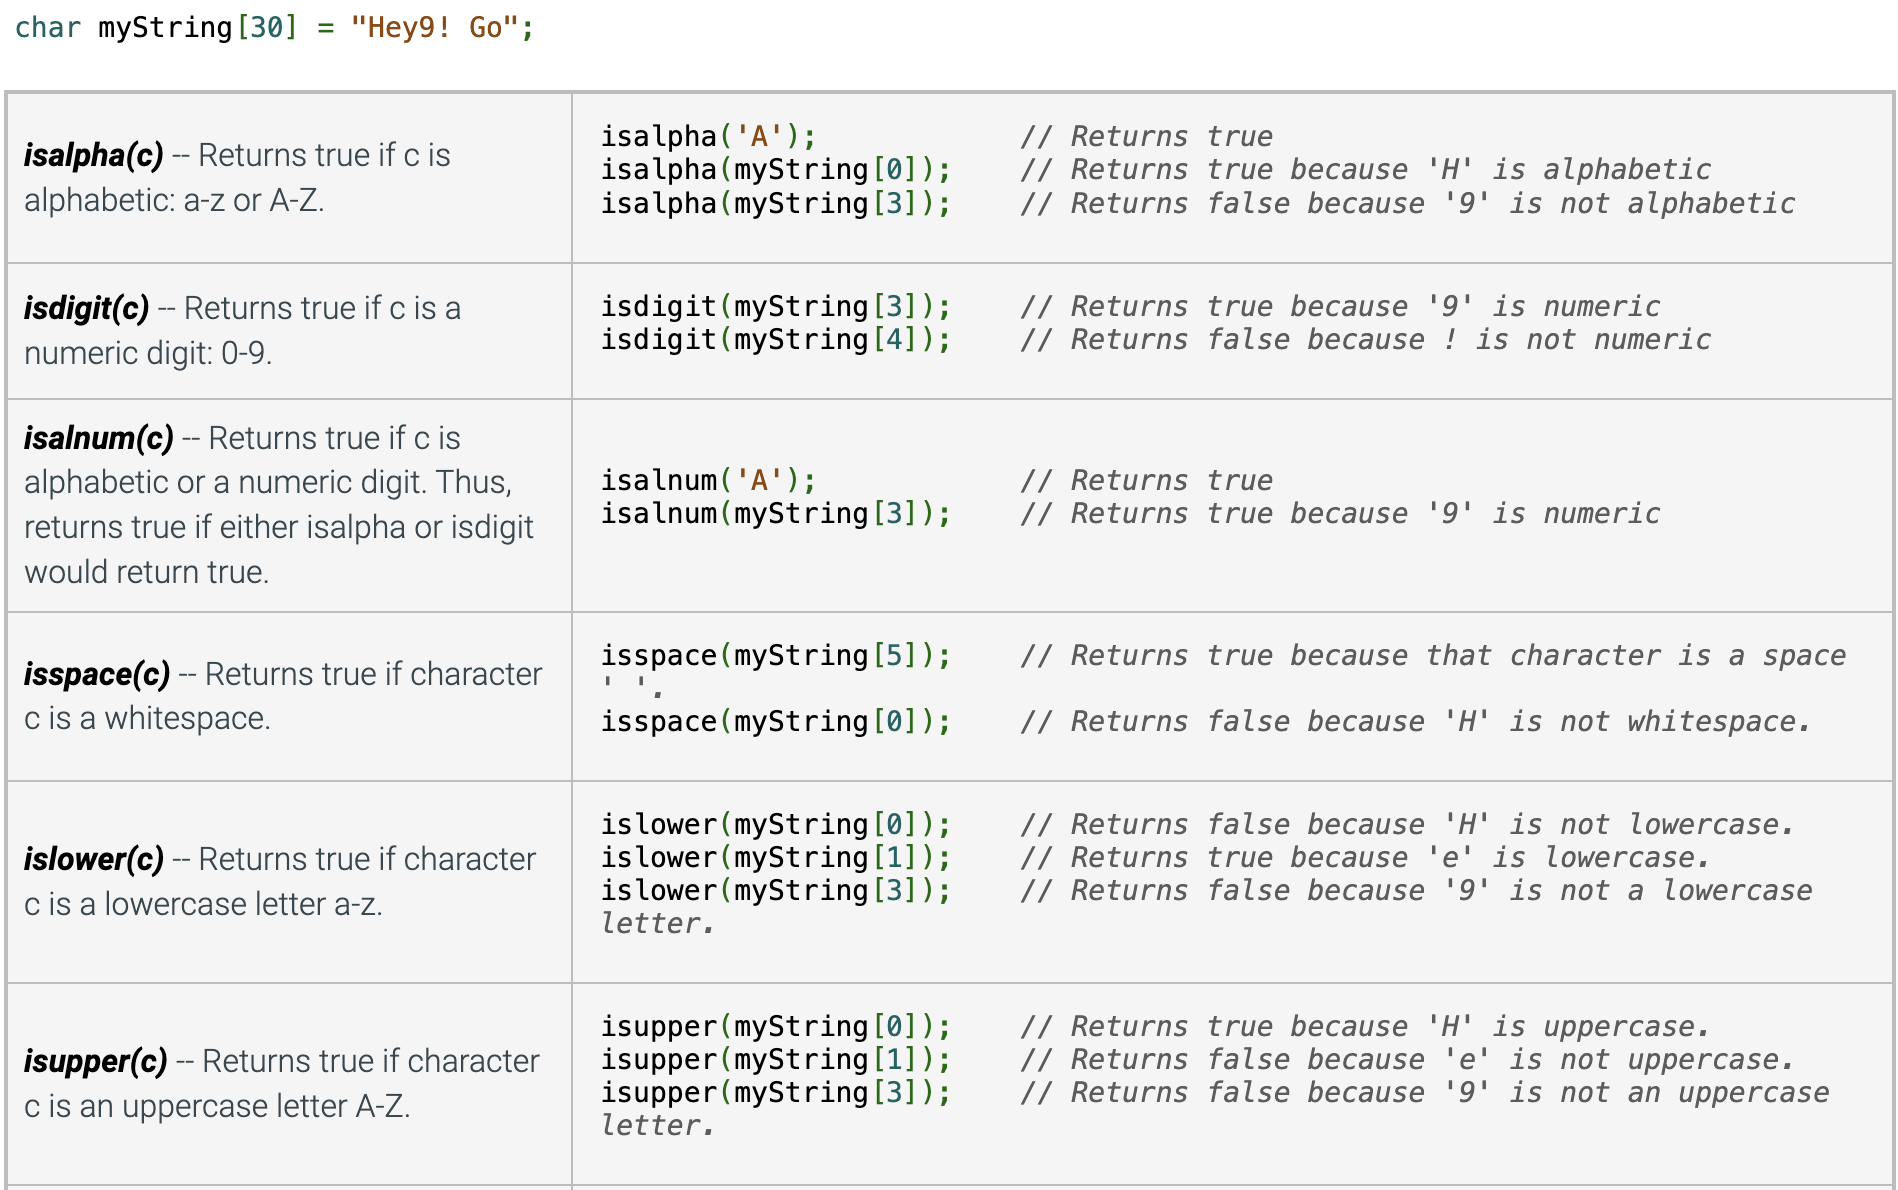 char myString[30] = "Hey9! Go";
isalpha(c) -- Returns true if c is
alphabetic: a-z or A-Z.
isalpha('A');            // Returns true
isalpha(myString[0]);    // Returns true because 'H' is alphabetic
isalpha(myString[3]);    // Returns false because '9' is not alphabetic
isdigit(c) -- Returns true if c is a
numeric digit: 0-9.
isdigit(myString[3]);    // Returns true because '9' is numeric
isdigit(myString[4]);    // Returns false because ! is not numeric
isalnum(c) -- Returns true if c is
alphabetic or a numeric digit. Thus,
returns true if either isalpha or isdigit
would return true.
isalnum('A');            // Returns true
isalnum(myString[3]);    // Returns true because '9' is numeric
isspace(c) -- Returns true if character
c is a whitespace.
isspace(myString[5]);    // Returns true because that character is a space
' '.
isspace(myString[0]);    // Returns false because 'H' is not whitespace.
islower(c) -- Returns true if character
c is a lowercase letter a-z.
islower(myString[0]);    // Returns false because 'H' is not lowercase.
islower(myString[1]);    // Returns true because 'e' is lowercase.
islower(myString[3]);    // Returns false because '9' is not a lowercase
letter.
isupper(c) -- Returns true if character
c is an uppercase letter A-Z.
isupper(myString[0]);    // Returns true because 'H' is uppercase.
isupper(myString[1]);    // Returns false because 'e' is not uppercase.
isupper(myString[3]);    // Returns false because '9' is not an uppercase
letter.